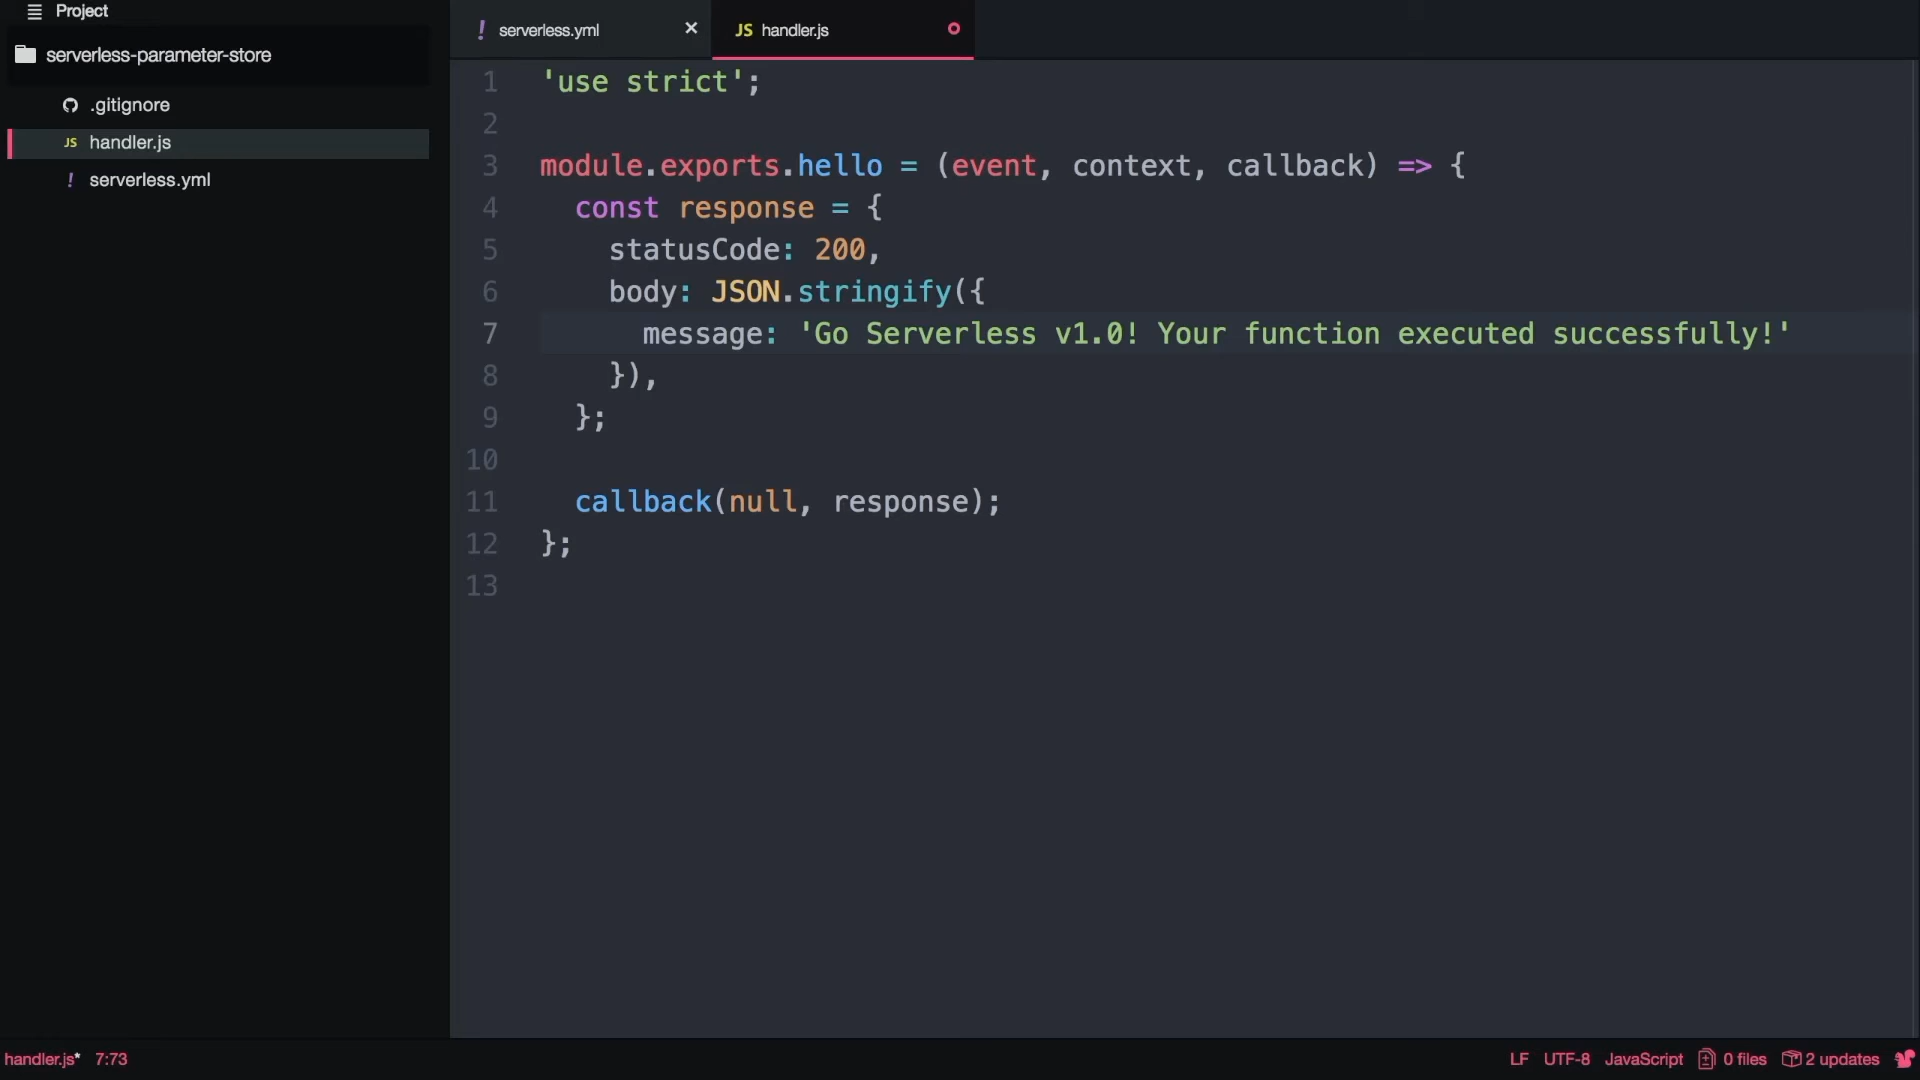 Project
serverless-parameter-store
.gitignore
JS handler.js
! serverless.yml
! serverless.yml ×
JS handler.js
1 'use strict';
2
3 module.exports.hello = (event, context, callback) => {
4   const response = {
5     statusCode: 200,
6     body: JSON.stringify({
7       message: 'Go Serverless v1.0! Your function executed successfully!'
8     }),
9   };
10
11   callback(null, response);
12 };
13
handler.js* 7:73
LF UTF-8 JavaScript 0 files 2 updates